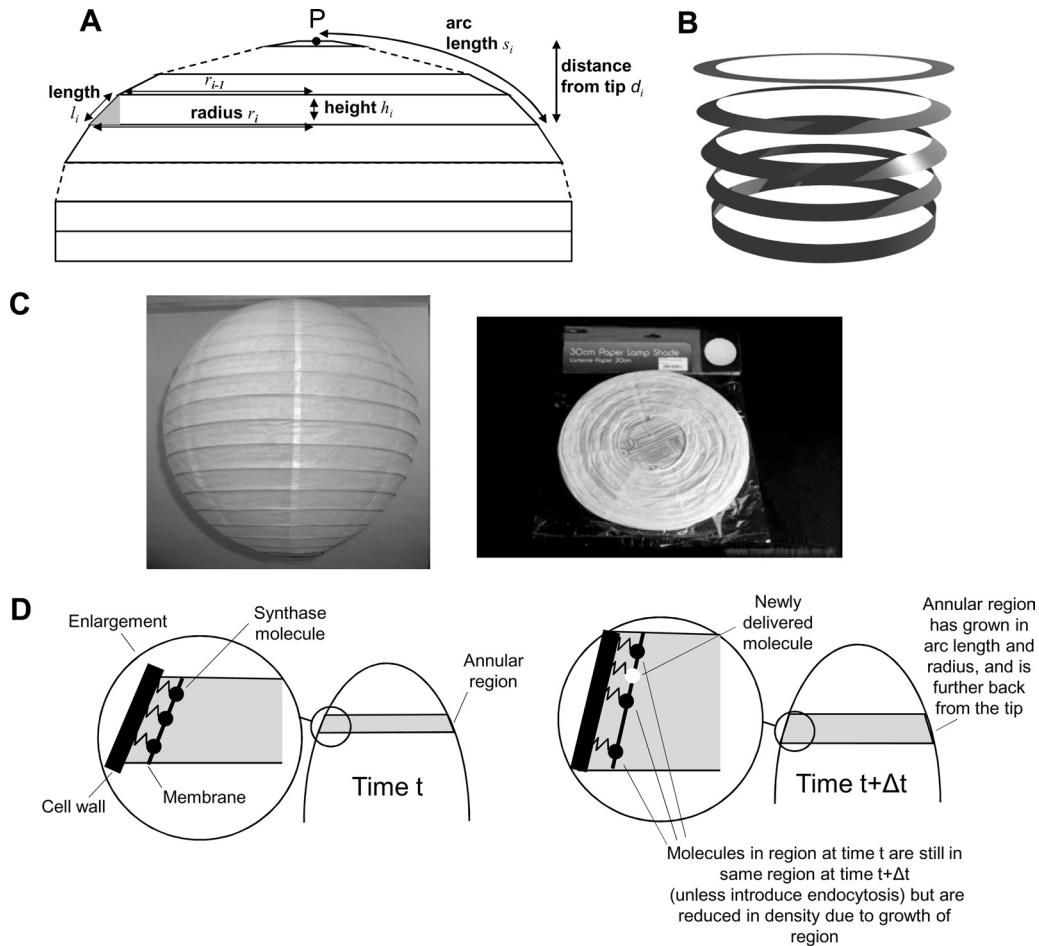 A
P
arc
length sᵢ
distance
from tip dᵢ
length
lᵢ
rᵢ₋₁
radius rᵢ
height hᵢ
B
C
30cm Paper Lamp Shade
Lanterne Papier 30cm
D
Enlargement
Synthase
molecule
Annular
region
Cell wall
Membrane
Time t
Newly
delivered
molecule
Annular region
has grown in
arc length and
radius, and is
further back
from the tip
Time t+Δt
Molecules in region at time t are still in
same region at time t+Δt
(unless introduce endocytosis) but are
reduced in density due to growth of
region